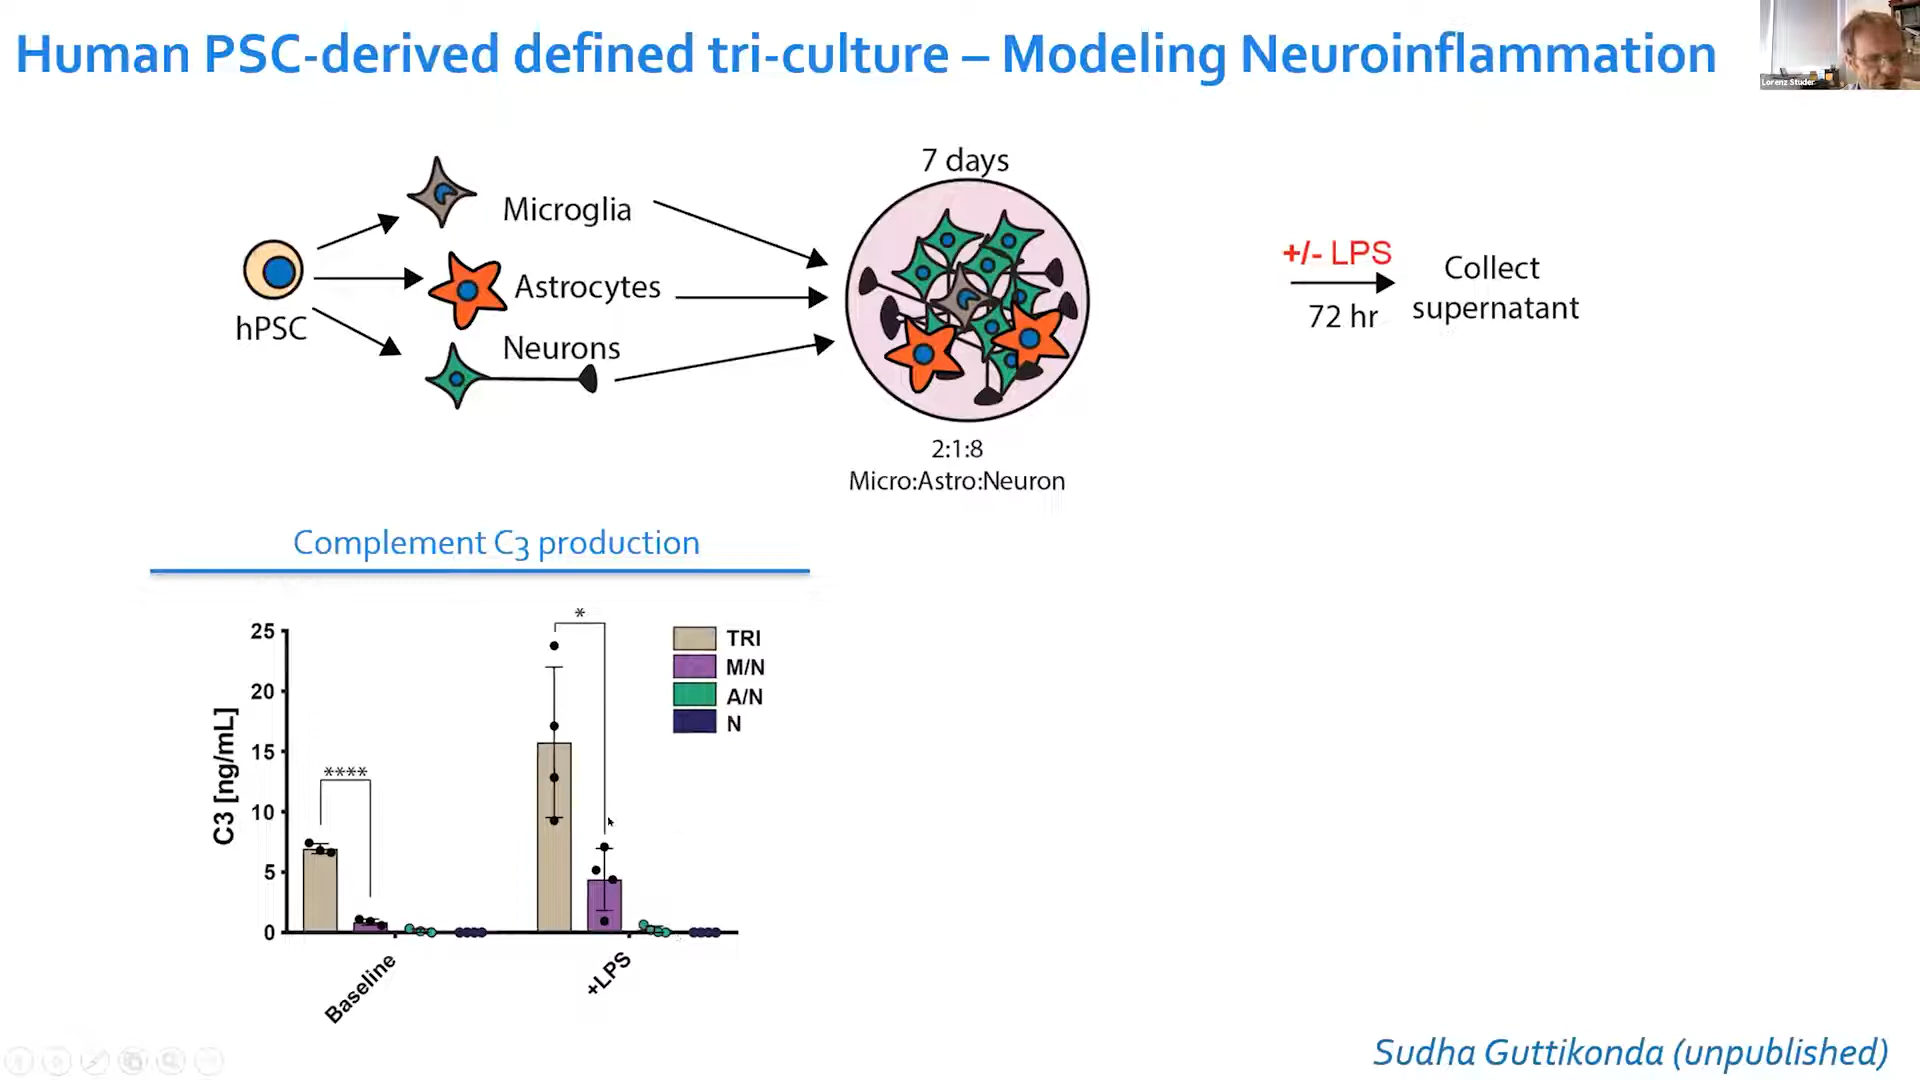 Human PSC-derived defined tri-culture – Modeling Neuroinflammation
Lorenz Studer
7 days
Microglia
Astrocytes
Neurons
hPSC
+/- LPS
72 hr
Collect
supernatant
2:1:8
Micro:Astro:Neuron
Complement C3 production
C3 [ng/mL]
25
20
15
10
5
0
****
*
TRI
M/N
A/N
N
Baseline
+LPS
Sudha Guttikonda (unpublished)